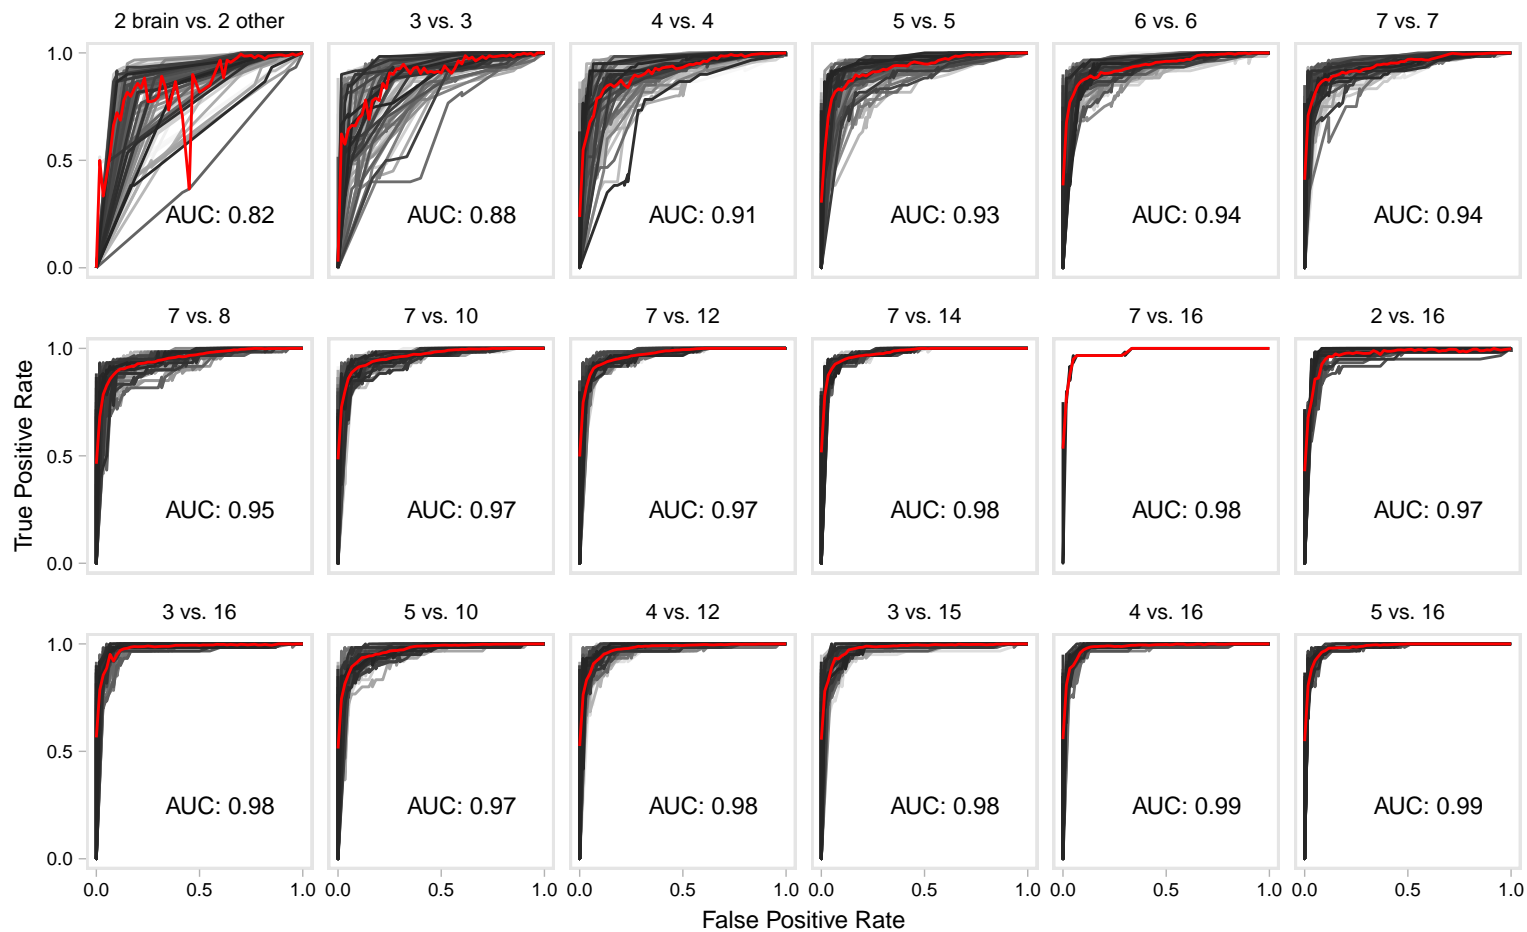 2 brain vs. 2 other
3 vs. 3
4 vs. 4
5 vs. 5
6 vs. 6
7 vs. 7
1.0
0.5
0.0
AUC: 0.82
AUC: 0.88
AUC: 0.91
AUC: 0.93
AUC: 0.94
AUC: 0.94
7 vs. 8
7 vs. 10
7 vs. 12
7 vs. 14
7 vs. 16
2 vs. 16
True Positive Rate
1.0
0.5
0.0
AUC: 0.95
AUC: 0.97
AUC: 0.97
AUC: 0.98
AUC: 0.98
AUC: 0.97
3 vs. 16
5 vs. 10
4 vs. 12
3 vs. 15
4 vs. 16
5 vs. 16
1.0
0.5
0.0
AUC: 0.98
AUC: 0.97
AUC: 0.98
AUC: 0.98
AUC: 0.99
AUC: 0.99
0.0 0.5 1.0
0.0 0.5 1.0
0.0 0.5 1.0
0.0 0.5 1.0
0.0 0.5 1.0
0.0 0.5 1.0
False Positive Rate